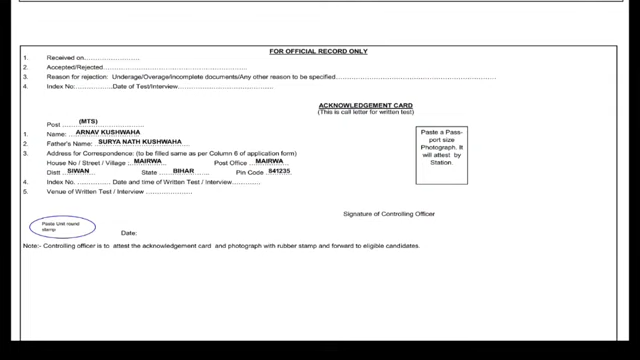 FOR OFFICIAL RECORD ONLY
1. Received on.................................
2. Accepted/Rejected.................................
3. Reason for rejection: Underage/Overage/incomplete documents/Any other reason to be specified.................................
4. Index No: ................Date of Test/Interview.................................
ACKNOWLEDGEMENT CARD
(This is call letter for written test)
Post (MTS)
1. Name: ARNAV KUSHWAHA
2. Father's Name: SURYA NATH KUSHWAHA
3. Address for Correspondence: (to be filled same as per Column 6 of application form)
House No / Street / Village : MAIRWA Post Office : MAIRWA
Distt : SIWAN State : BIHAR Pin Code : 841235
4. Index No............. Date and time of Written Test / Interview.............
5. Venue of Written Test / Interview .....................
Paste a Pass-
port size
Photograph. It
will attest by
Station.
Signature of Controlling Officer
Paste Unit round
stamp
Date:
Note:- Controlling officer is to attest the acknowledgement card and photograph with rubber stamp and forward to eligible candidates.